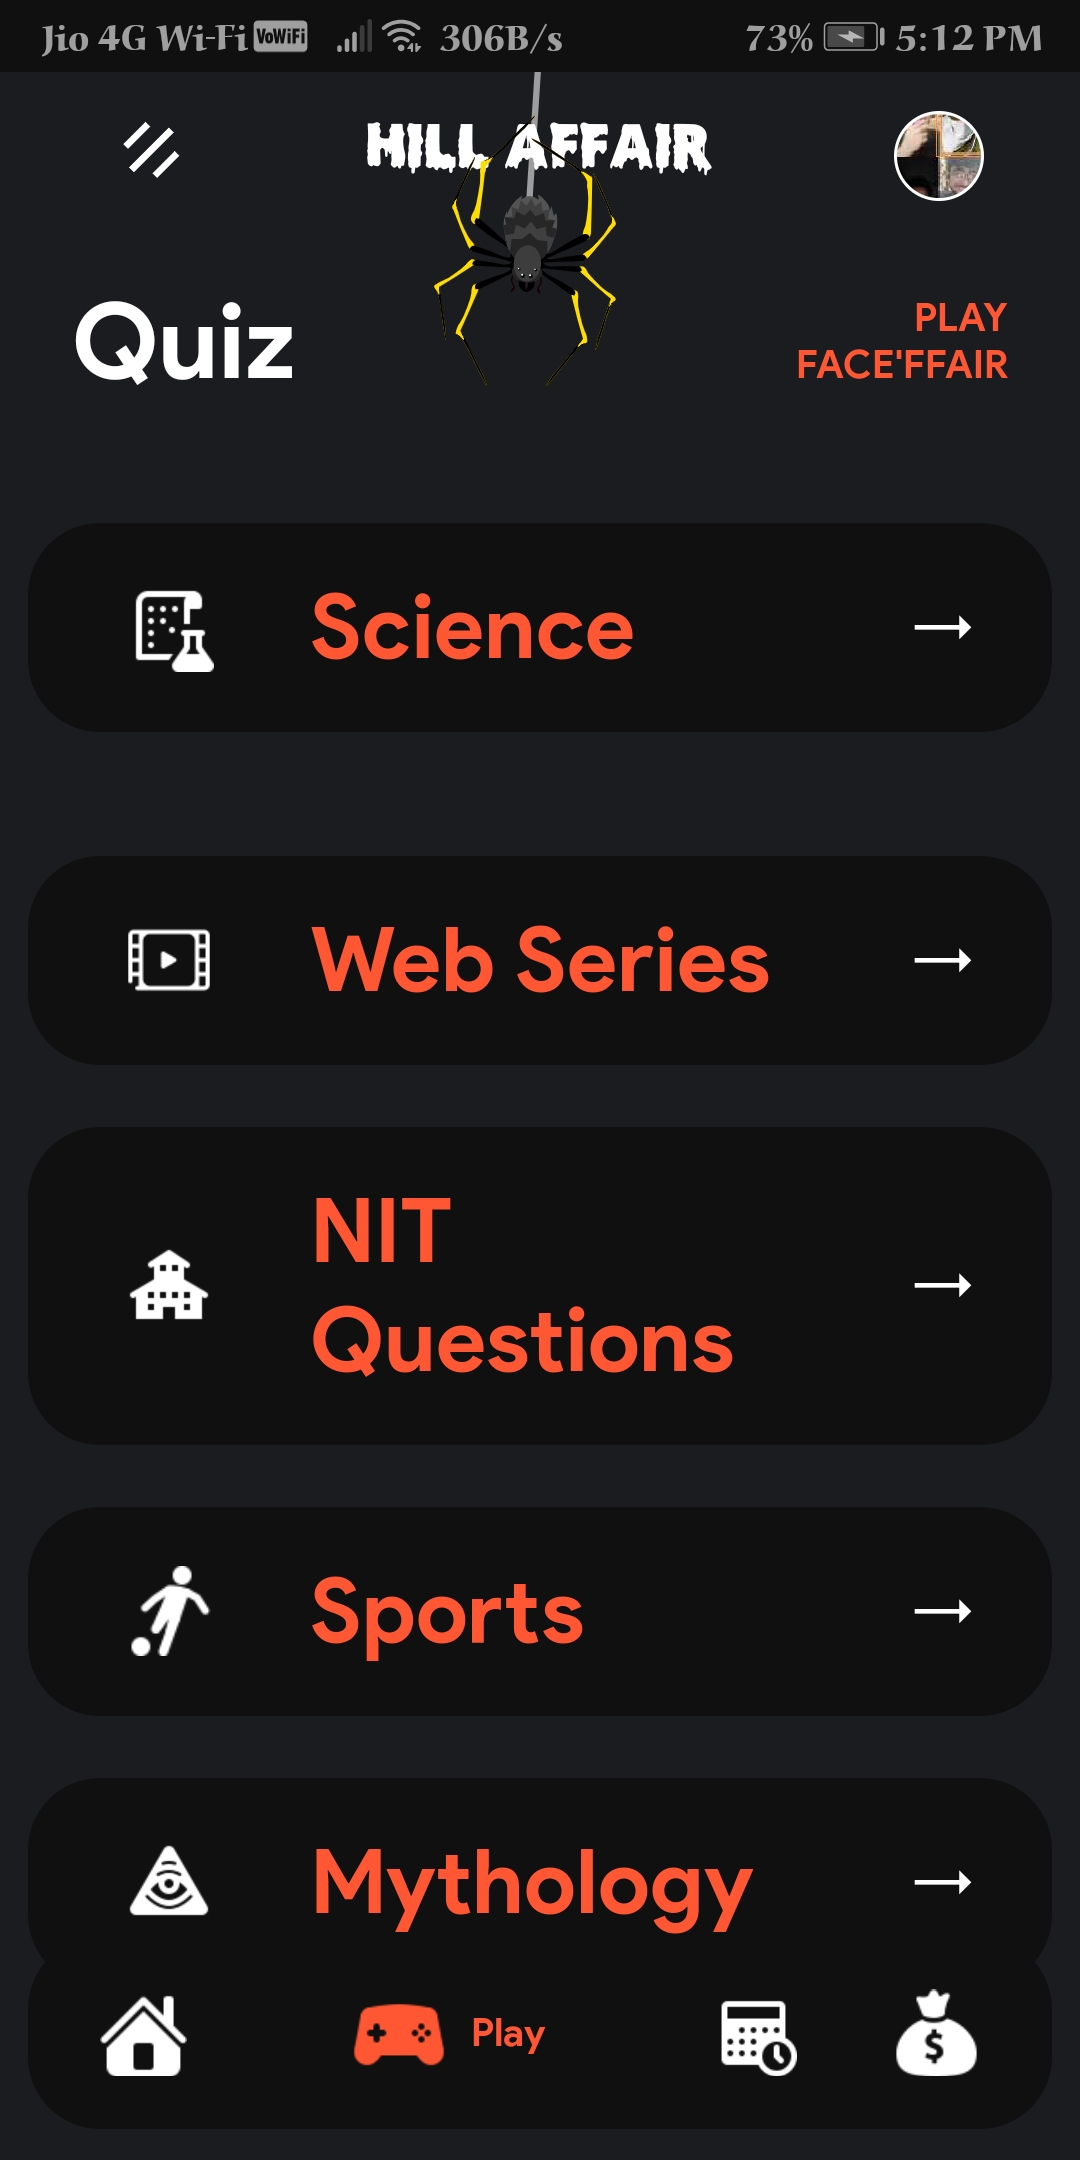 Jio 4G Wi-Fi VoWiFi 306B/s 73% 5:12 PM
HILL AFFAIR
Quiz
PLAY
FACE'FFAIR
Science
Web Series
NIT
Questions
Sports
Mythology
Play